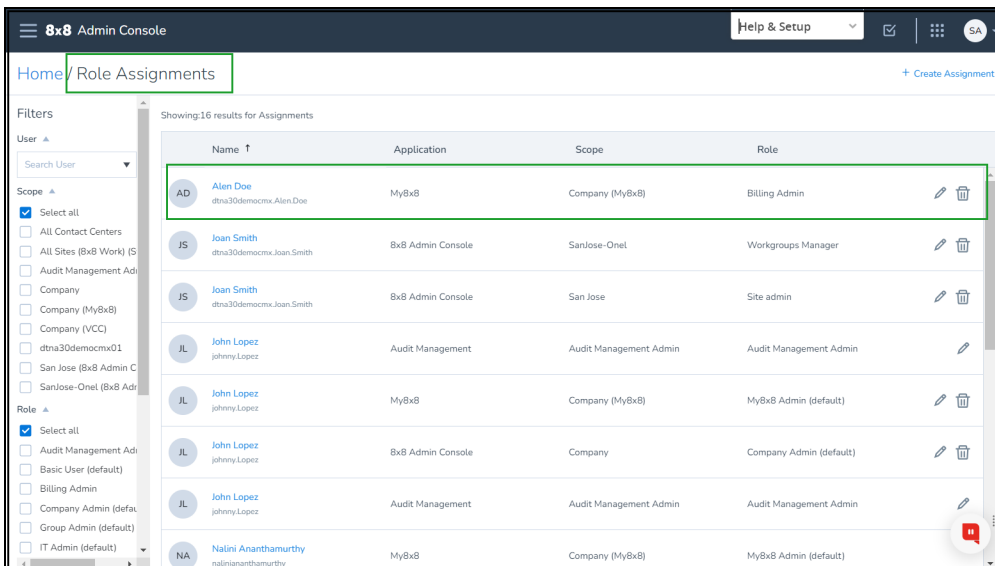 8x8 Admin Console
Help & Setup
SA
Home / Role Assignments
+ Create Assignment
Filters
Showing:16 results for Assignments
User
Search User
Scope
Select all
All Contact Centers
All Sites (8x8 Work) (S
Audit Management Ad
Company
Company (My8x8)
Company (VCC)
dtna30democmx01
San Jose (8x8 Admin C
SanJose-Onel (8x8 Adr
Role
Select all
Audit Management Ad
Basic User (default)
Billing Admin
Company Admin (defau
Group Admin (default)
IT Admin (default)
Name ↑ Application Scope Role
AD Alen Doe My8x8 Company (My8x8) Billing Admin
dtna30democmx.Alen.Doe
JS Joan Smith 8x8 Admin Console SanJose-Onel Workgroups Manager
dtna30democmx.Joan.Smith
JS Joan Smith 8x8 Admin Console San Jose Site admin
dtna30democmx.Joan.Smith
JL John Lopez Audit Management Audit Management Admin Audit Management Admin
johnny.Lopez
JL John Lopez My8x8 Company (My8x8) My8x8 Admin (default)
johnny.Lopez
JL John Lopez 8x8 Admin Console Company Company Admin (default)
johnny.Lopez
JL John Lopez Audit Management Audit Management Admin Audit Management Admin
johnny.Lopez
NA Nalini Ananthamurthy My8x8 Company (My8x8) My8x8 Admin (default)
naliniananthamurthy